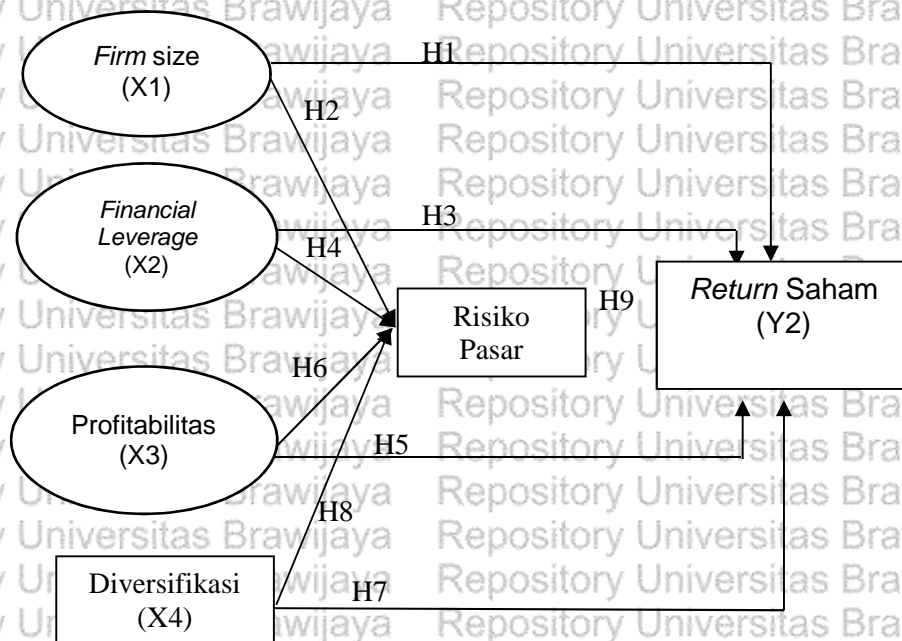 Firm size
(X1)
H1
H2
Financial
Leverage
(X2)
H3
H4
Return Saham
(Y2)
Risiko
Pasar
H9
H6
Profitabilitas
(X3)
H5
H8
Diversifikasi
(X4)
H7
Repository Universitas Brawijaya